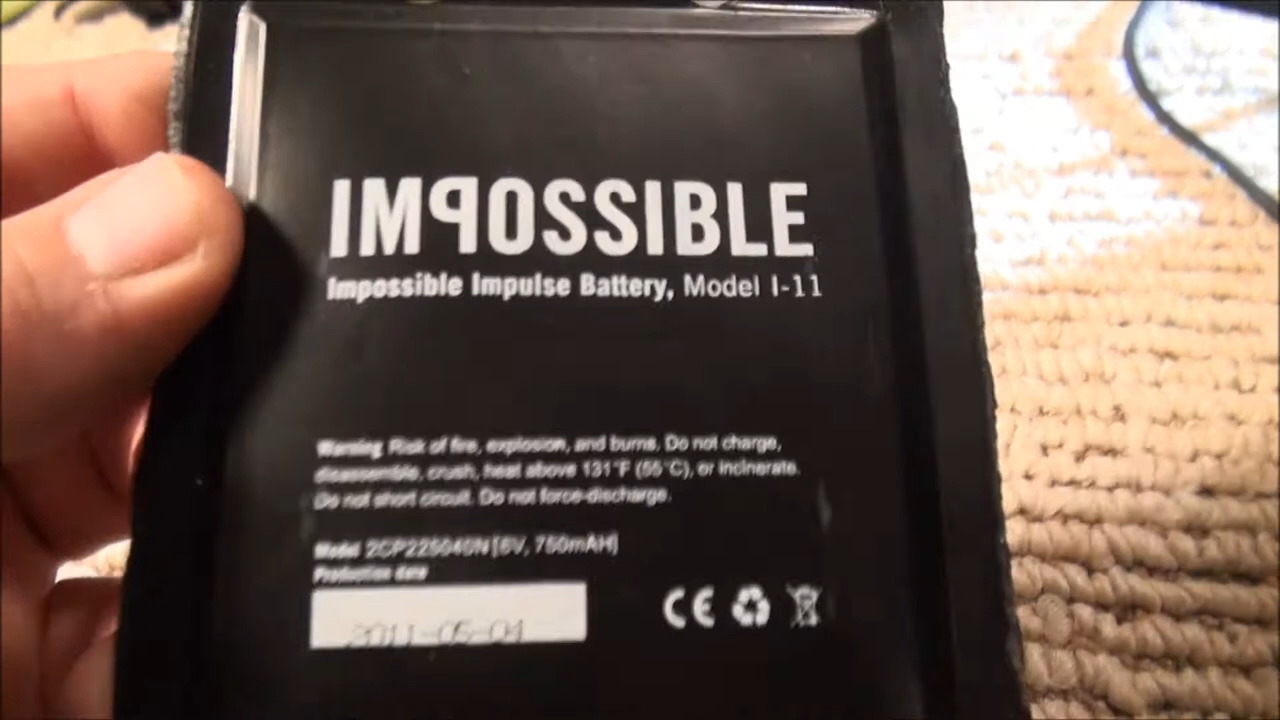 IMPOSSIBLE
Impossible Impulse Battery, Model I-11
Warning Risk of fire, explosion, and burns. Do not charge,
disassemble, crush, heat above 131°F (55°C), or incinerate.
Do not short circuit. Do not force-discharge.
Model 2CP225045N [6V, 750mAH]
Production date
2011-05-04
CE